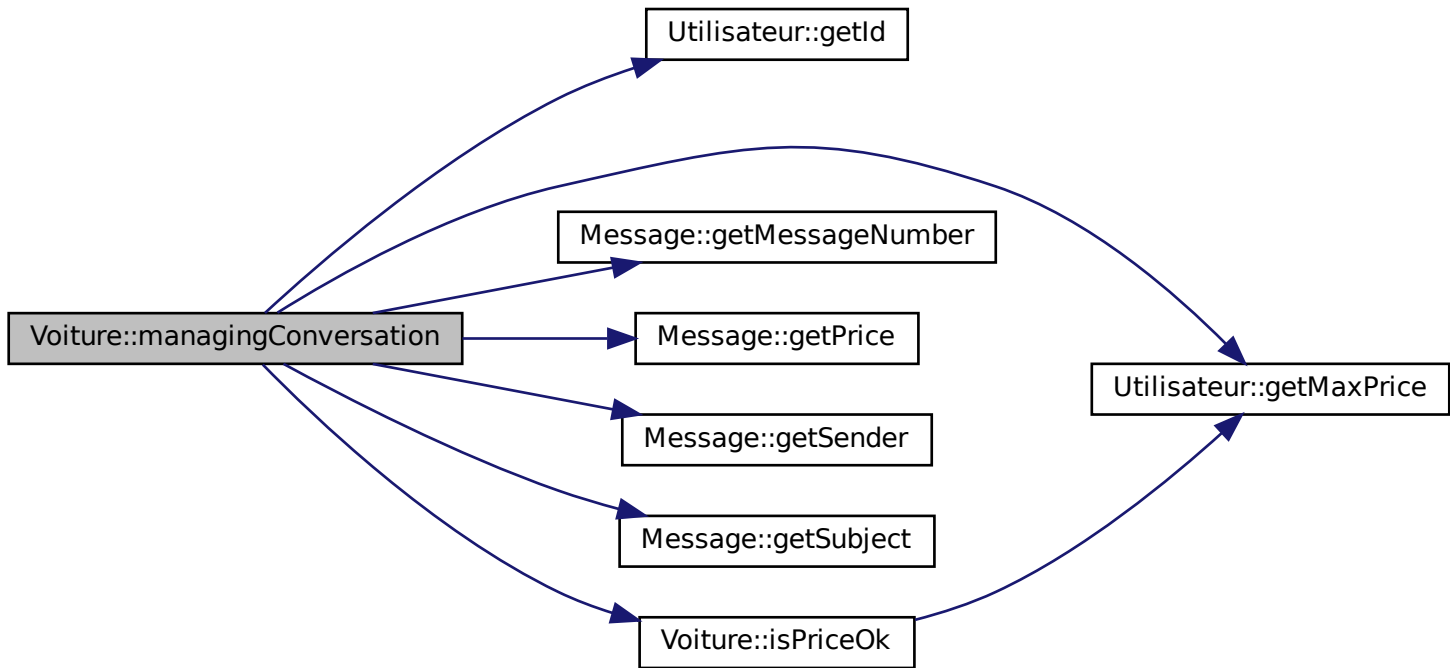 Utilisateur::getId
Message::getMessageNumber
Voiture::managingConversation
Message::getPrice
Utilisateur::getMaxPrice
Message::getSender
Message::getSubject
Voiture::isPriceOk